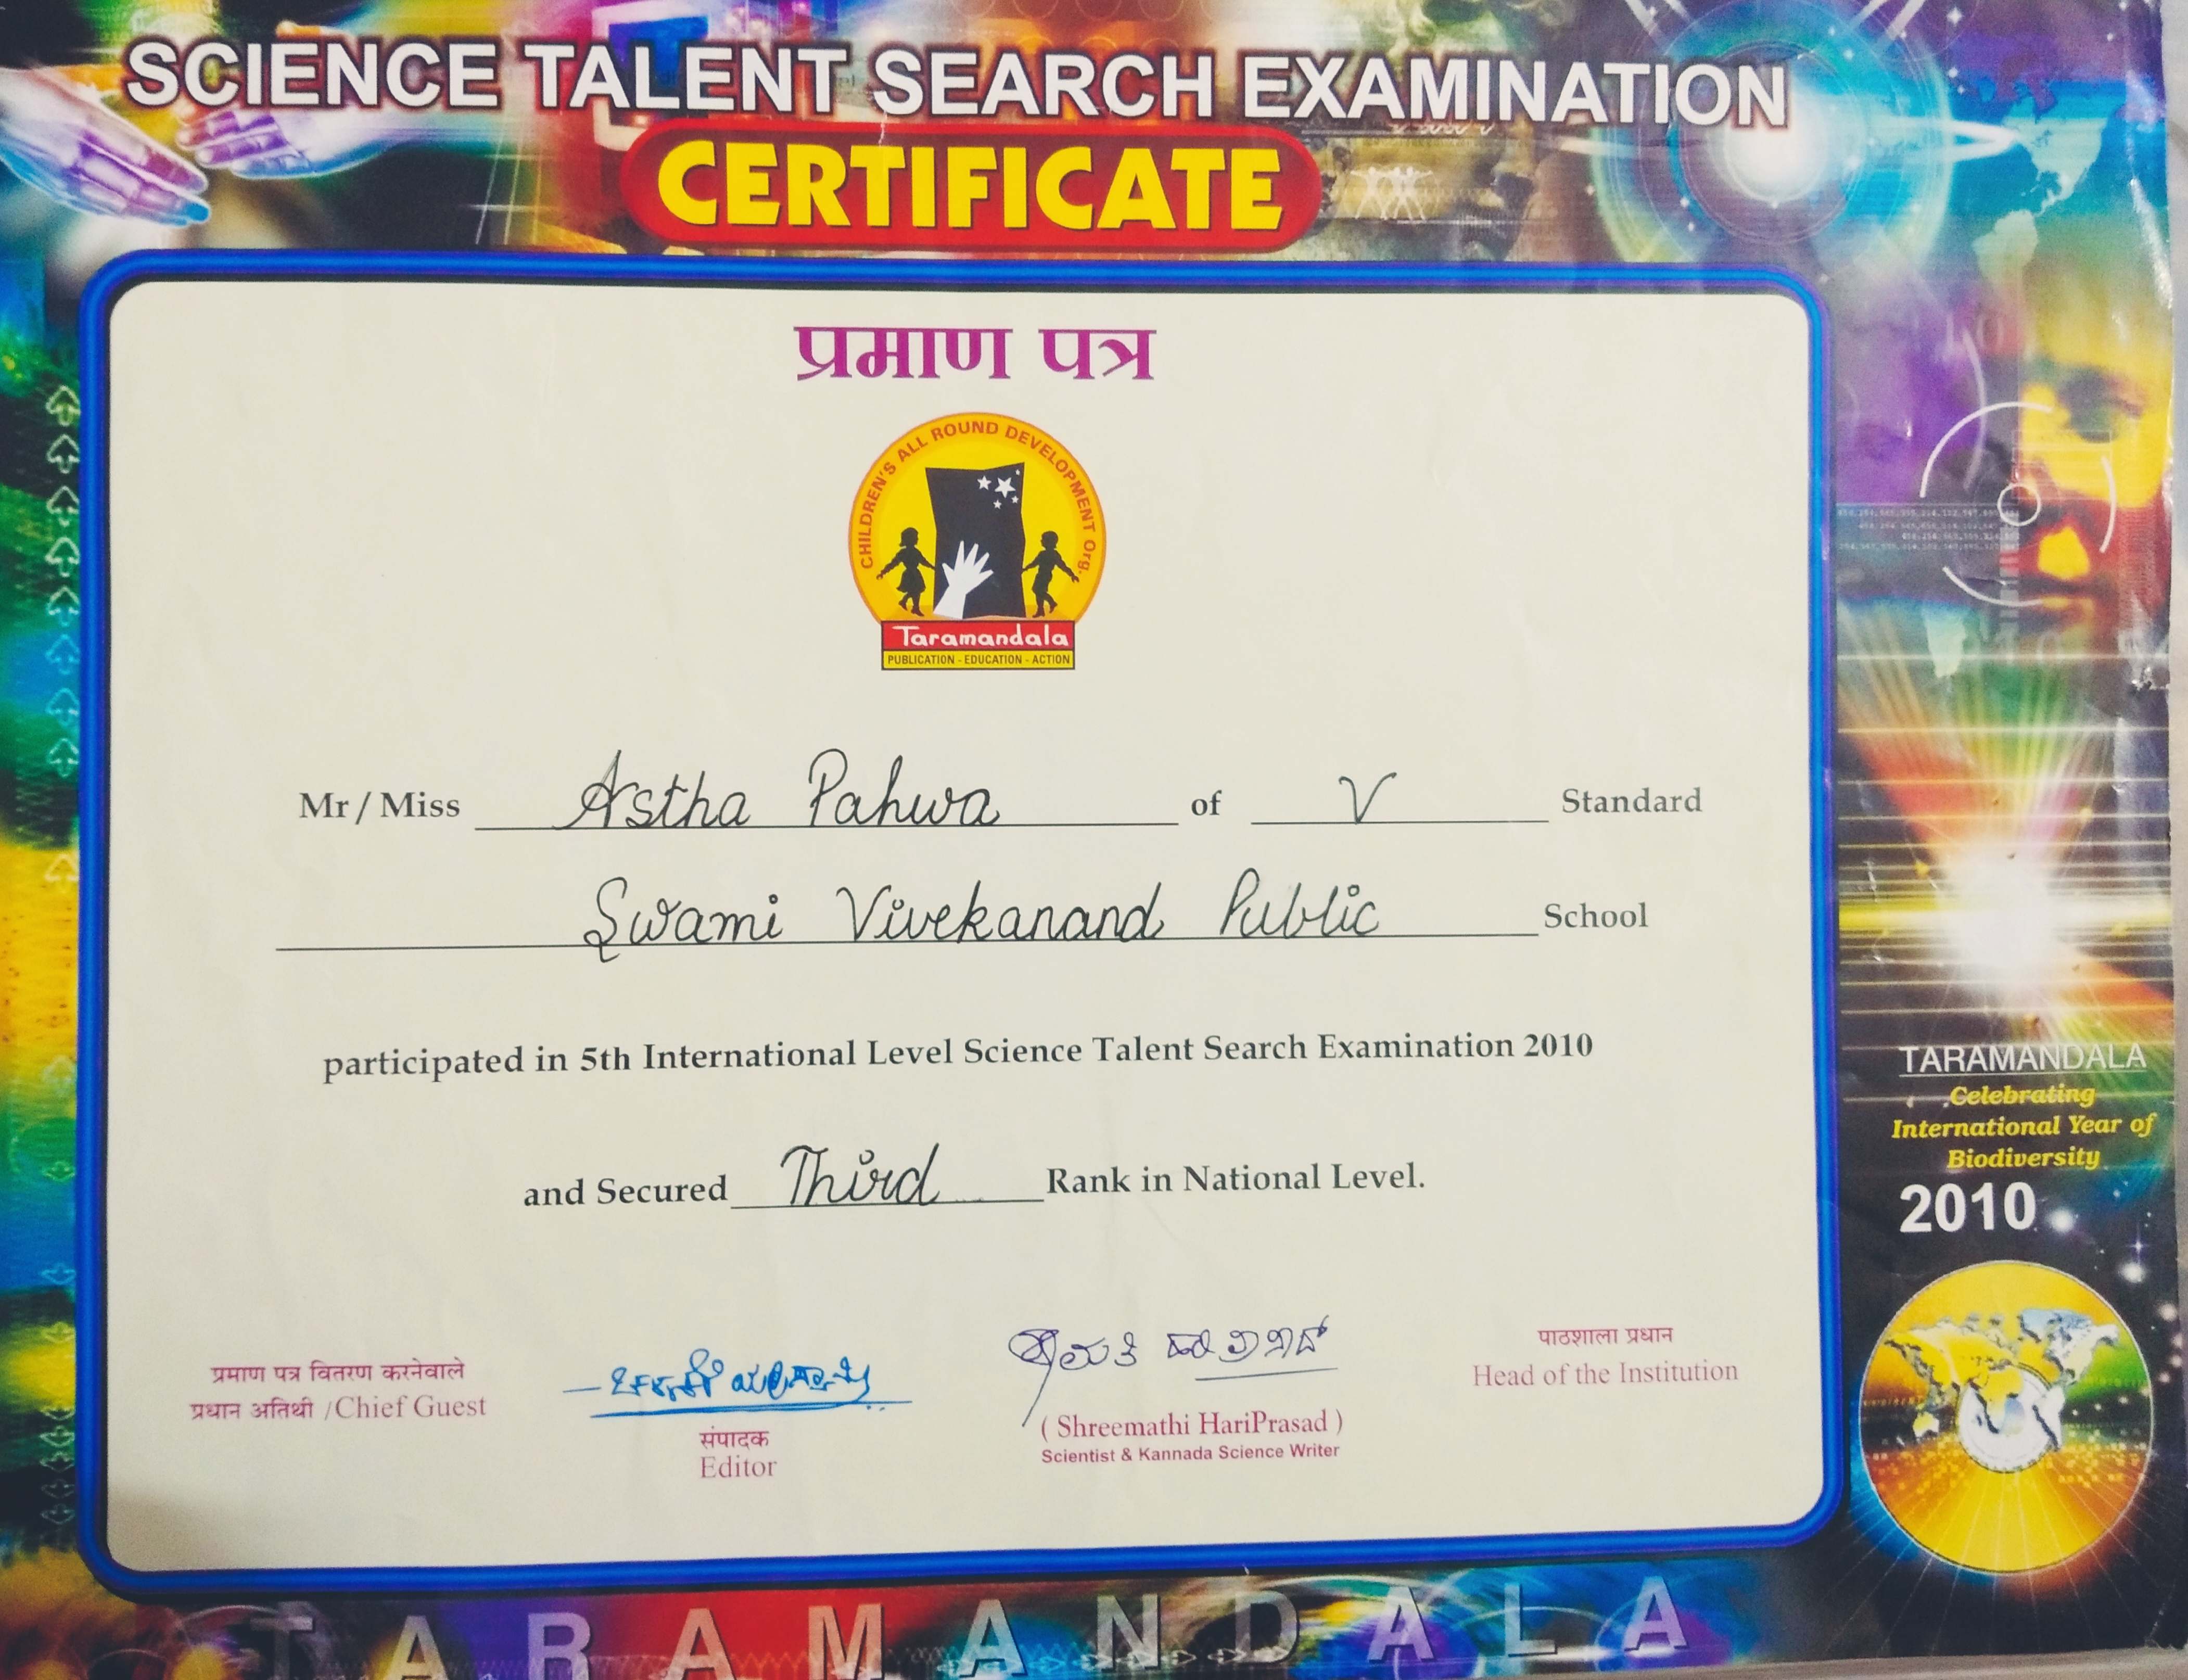 SCIENCE TALENT SEARCH EXAMINATION
CERTIFICATE
प्रमाण पत्र
CHILDREN'S ALL ROUND DEVELOPMENT Org.
Taramandala
PUBLICATION - EDUCATION - ACTION
Mr / Miss Astha Pahwa of V Standard
Swami Vivekanand Public School
participated in 5th International Level Science Talent Search Examination 2010
and Secured Third Rank in National Level.
प्रमाण पत्र वितरण करनेवाले
प्रधान अतिथी /Chief Guest
संपादक
Editor
( Shreemathi HariPrasad )
Scientist & Kannada Science Writer
पाठशाला प्रधान
Head of the Institution
TARAMANDALA
Celebrating
International Year of
Biodiversity
2010
TARAMANDALA